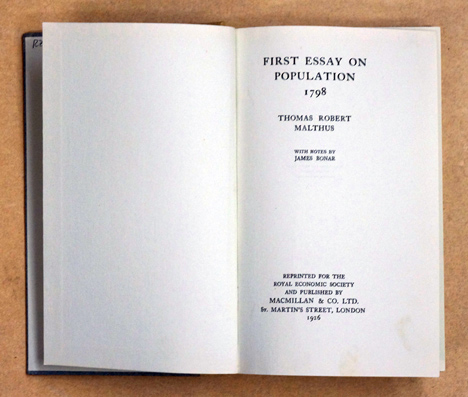 FIRST ESSAY ON
POPULATION
1798
THOMAS ROBERT
MALTHUS
WITH NOTES BY
JAMES BONAR
REPRINTED FOR THE
ROYAL ECONOMIC SOCIETY
AND PUBLISHED BY
MACMILLAN & CO. LTD.
ST. MARTIN'S STREET, LONDON
1926